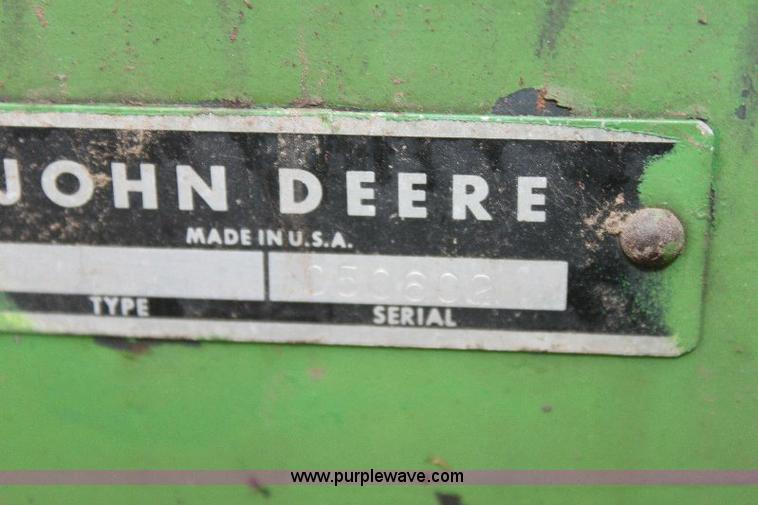 JOHN DEERE
MADE IN U.S.A.
TYPE
SERIAL
www.purplewave.com